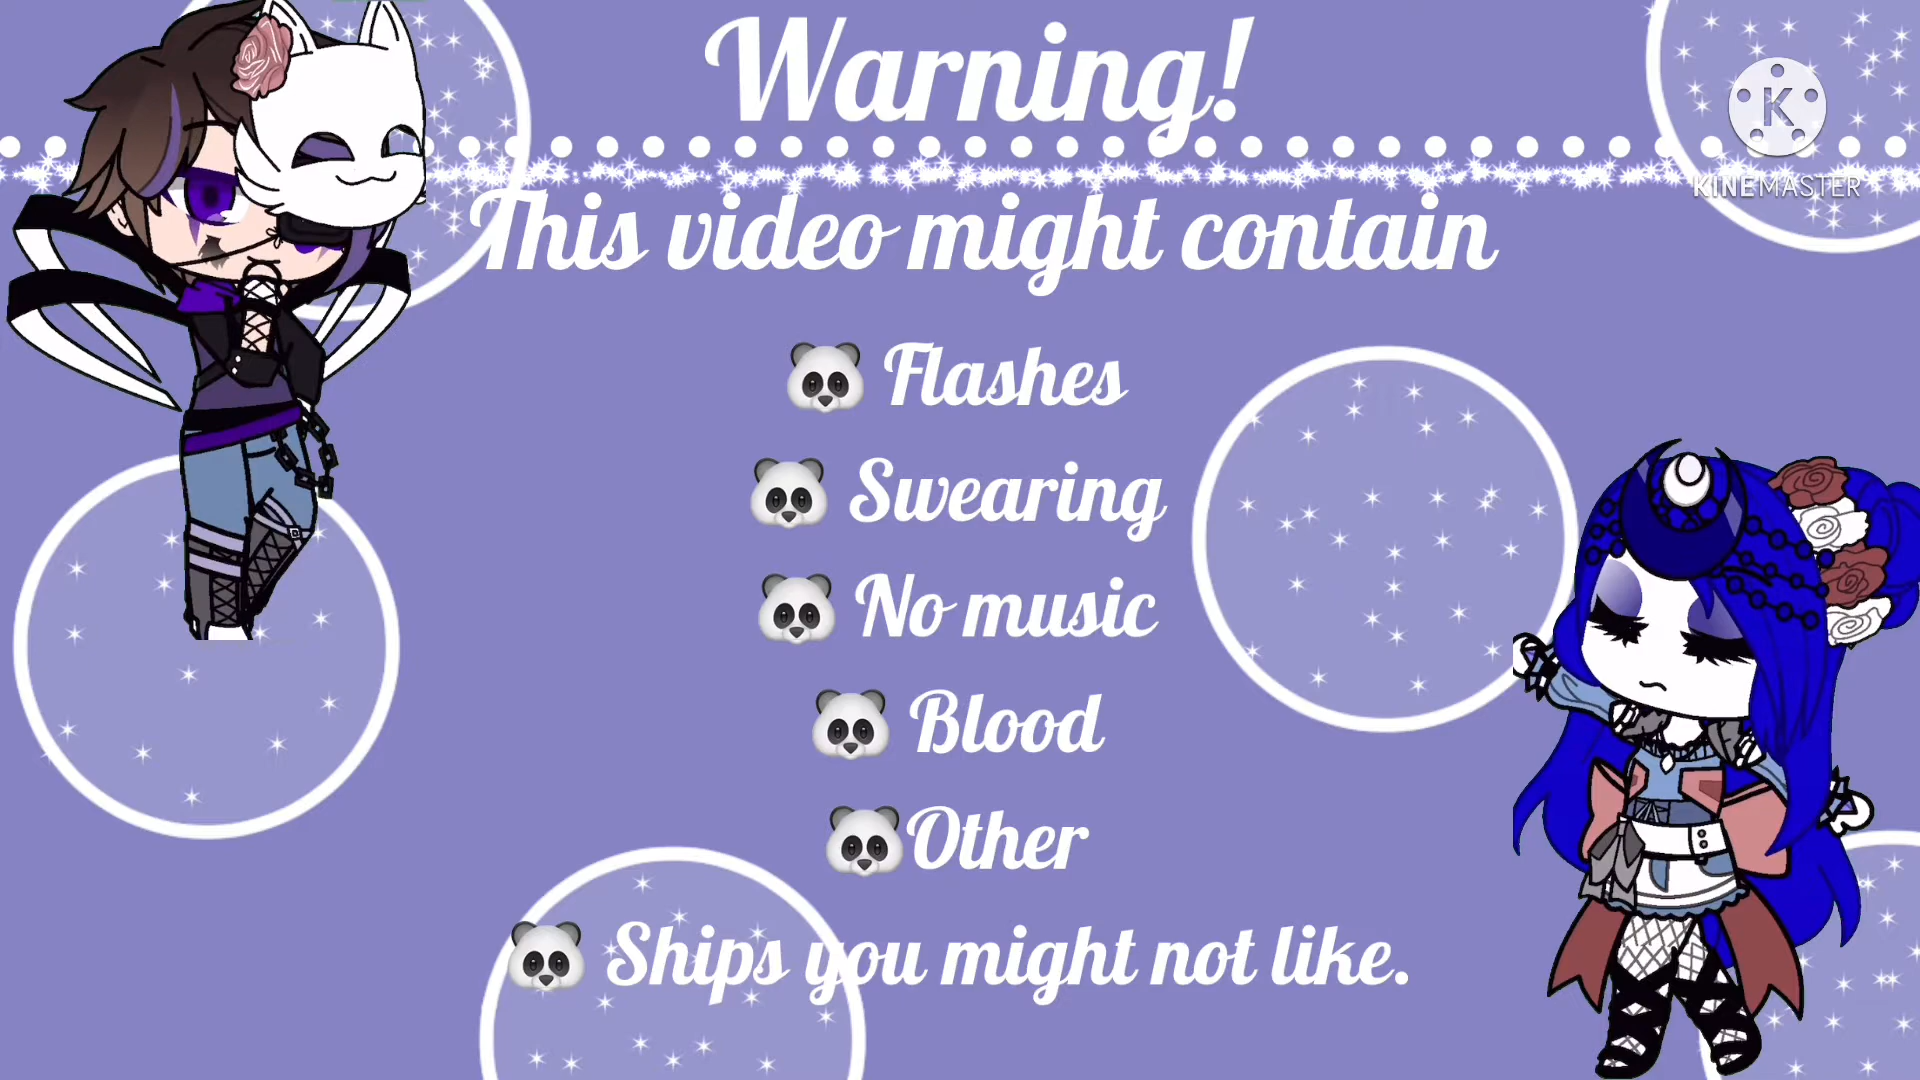 Warning!
KINEMASTER
This video might contain
🐼 Flashes
🐼 Swearing
🐼 No music
🐼 Blood
🐼Other
🐼 Ships you might not like.